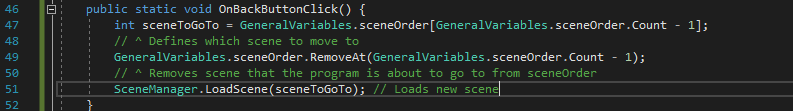 46 public static void OnBackButtonClick() {
47 int sceneToGoTo = GeneralVariables.sceneOrder[GeneralVariables.sceneOrder.Count - 1];
48 // ^ Defines which scene to move to
49 GeneralVariables.sceneOrder.RemoveAt(GeneralVariables.sceneOrder.Count - 1);
50 // ^ Removes scene that the program is about to go to from sceneOrder
51 SceneManager.LoadScene(sceneToGoTo); // Loads new scene
52 }